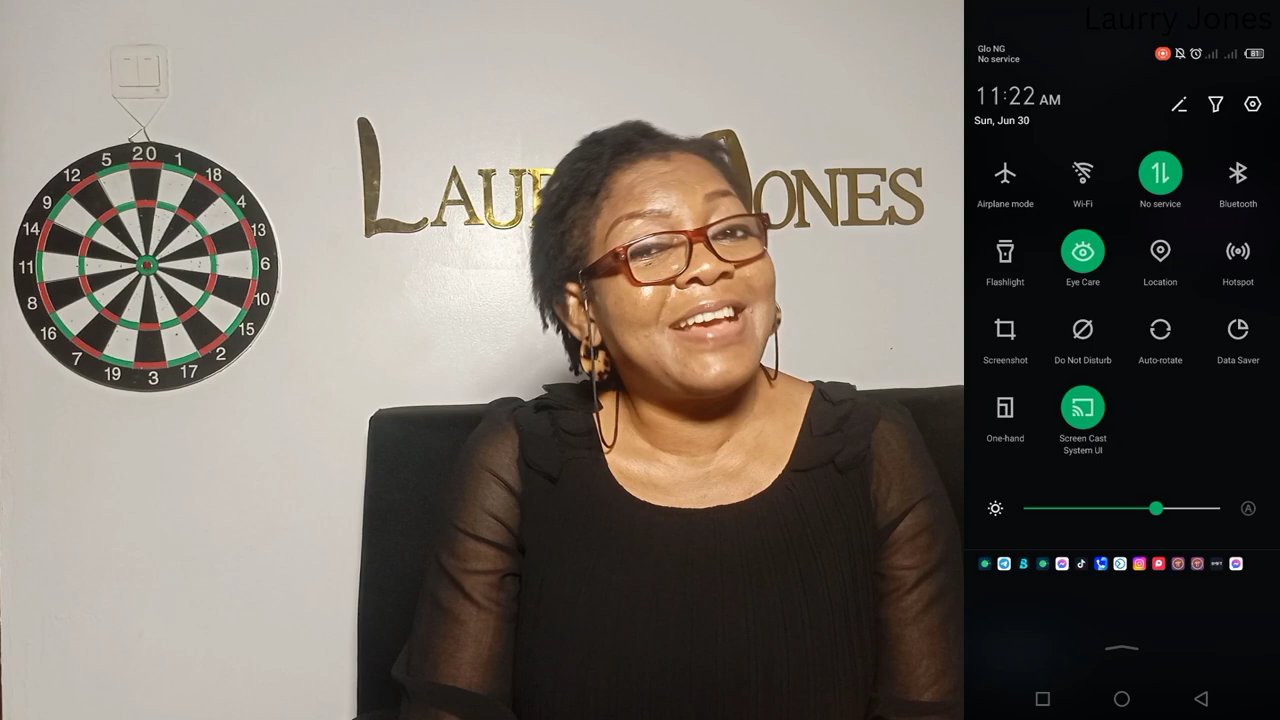 Laurry Jones
LAURRY JONES
20
1
18
4
13
6
10
15
2
17
3
19
7
16
8
11
14
9
12
5
Glo NG
No service
81
11:22 AM
Sun, Jun 30
Airplane mode
Wi-Fi
No service
Bluetooth
Flashlight
Eye Care
Location
Hotspot
Screenshot
Do Not Disturb
Auto-rotate
Data Saver
One-hand
Screen Cast
System UI
A